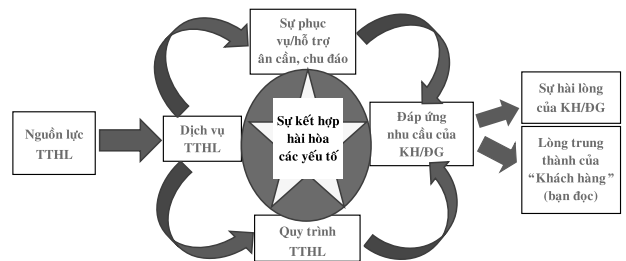 Sự phục
vụ/hỗ trợ
ân cần, chu đáo
Nguồn lực
TTHL
Dịch vụ
TTHL
Sự kết hợp
hài hòa
các yếu tố
Đáp ứng
nhu cầu của
KH/ĐG
Sự hài lòng
của KH/ĐG
Lòng trung
thành của
“Khách hàng”
(bạn đọc)
Quy trình
TTHL